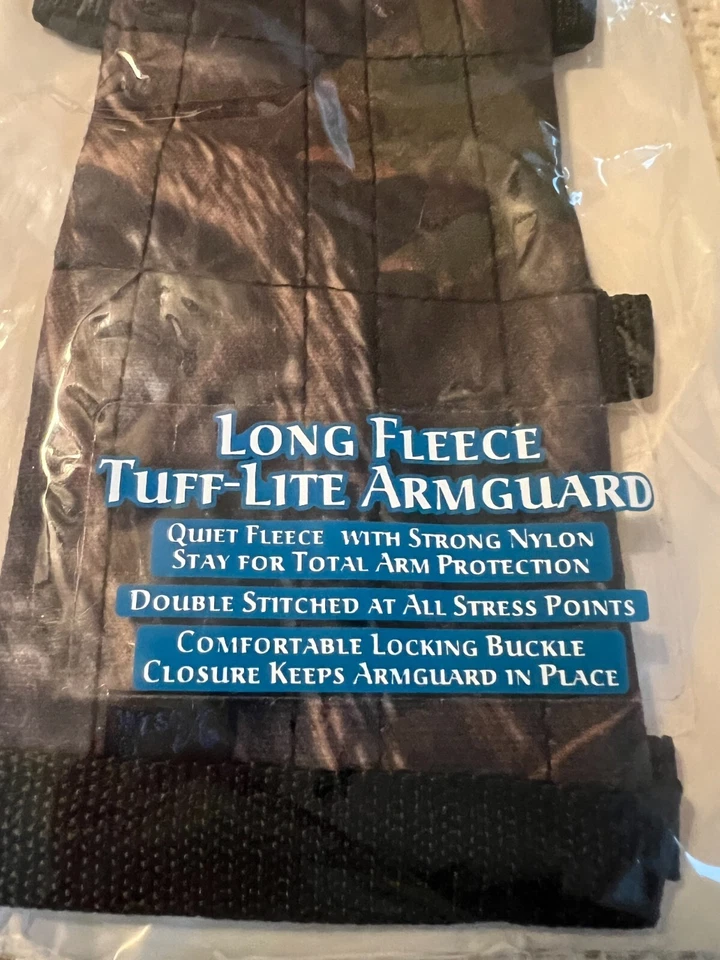 LONG FLEECE
TUFF-LITE ARMGUARD
QUIET FLEECE WITH STRONG NYLON
STAY FOR TOTAL ARM PROTECTION
DOUBLE STITCHED AT ALL STRESS POINTS
COMFORTABLE LOCKING BUCKLE
CLOSURE KEEPS ARMGUARD IN PLACE